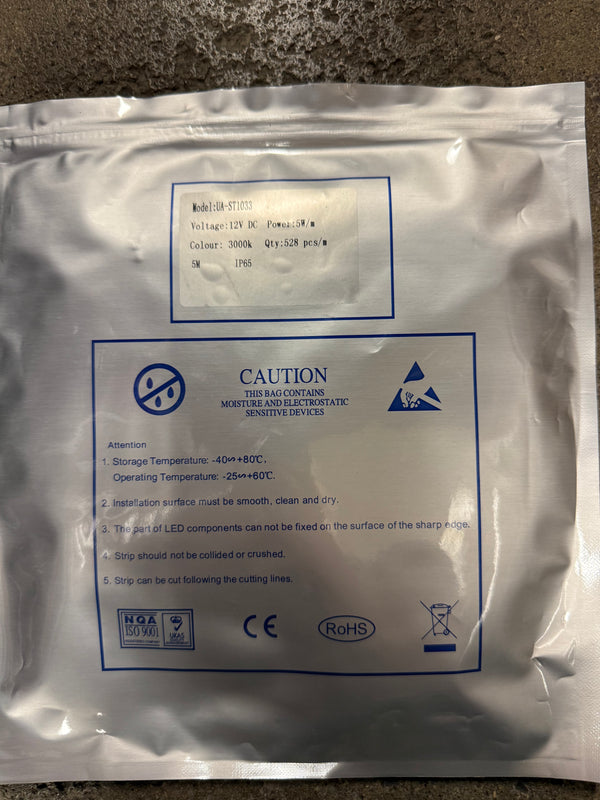 Model:UA-ST1033
Voltage:12V DC Power:5W/m
Colour: 3000k Qty:528 pcs/m
5M IP65
CAUTION
THIS BAG CONTAINS
MOISTURE AND ELECTROSTATIC
SENSITIVE DEVICES
Attention
1. Storage Temperature: -40∽+80℃,
Operating Temperature: -25∽+60℃.
2. Installation surface must be smooth, clean and dry.
3. The part of LED components can not be fixed on the surface of the sharp edge.
4. Strip should not be collided or crushed.
5. Strip can be cut following the cutting lines.
NQA
ISO 9001
UKAS
CE
RoHS